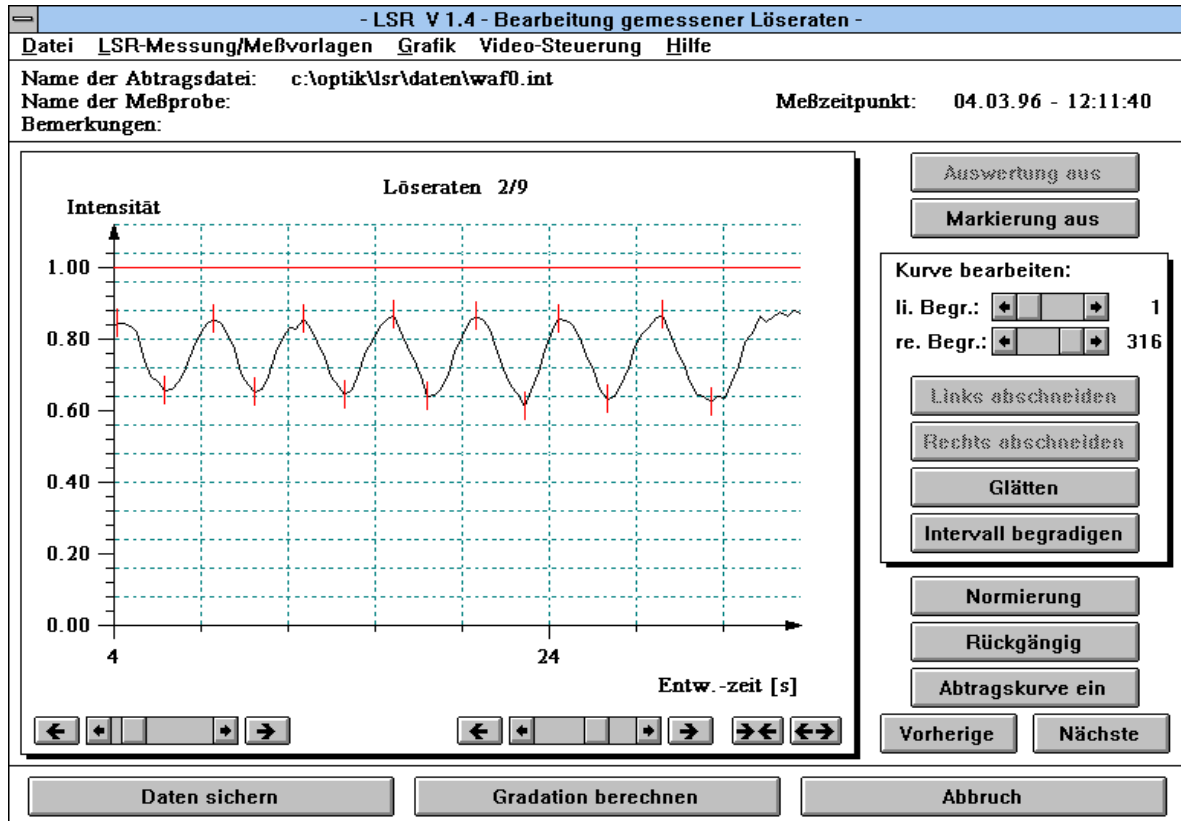 - LSR V 1.4 - Bearbeitung gemessener Löseraten -
Datei LSR-Messung/Meßvorlagen Grafik Video-Steuerung Hilfe
Name der Abtragsdatei: c:\optik\lsr\daten\waf0.int
Name der Meßprobe: Meßzeitpunkt: 04.03.96 - 12:11:40
Bemerkungen:
Löseraten 2/9
Intensität
1.00
0.80
0.60
0.40
0.20
0.00
4 24
Entw.-zeit [s]
Auswertung aus
Markierung aus
Kurve bearbeiten:
li. Begr.: 1
re. Begr.: 316
Links abschneiden
Rechts abschneiden
Glätten
Intervall begradigen
Normierung
Rückgängig
Abtragskurve ein
Vorherige Nächste
Daten sichern Gradation berechnen Abbruch